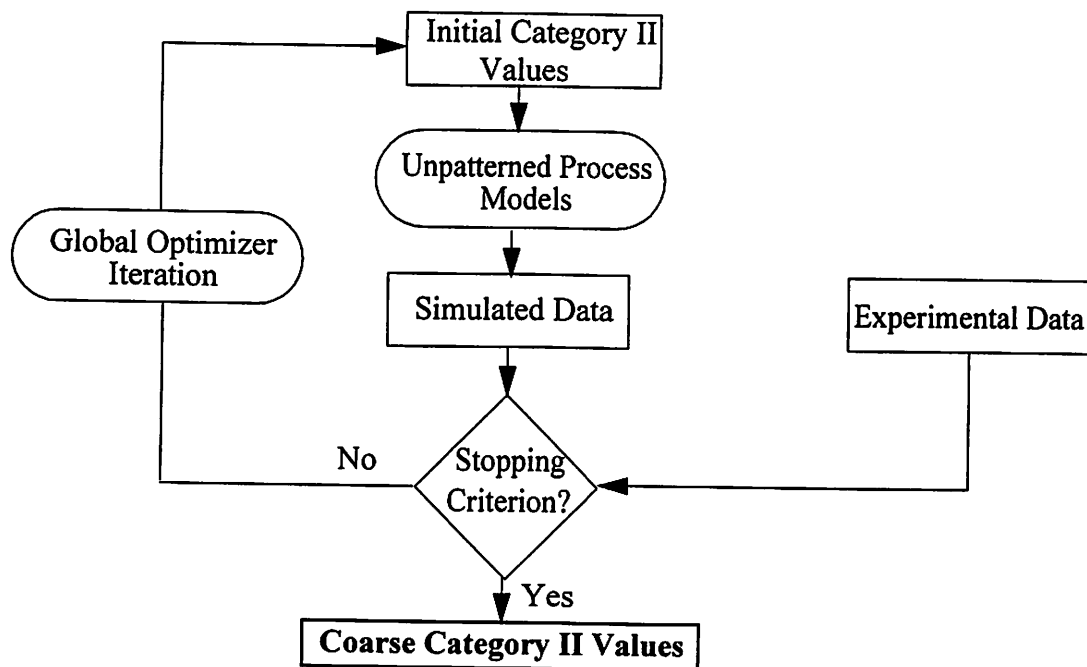 Initial Category II
Values
Unpatterned Process
Models
Global Optimizer
Iteration
Simulated Data
Experimental Data
No
Stopping
Criterion?
Yes
Coarse Category II Values